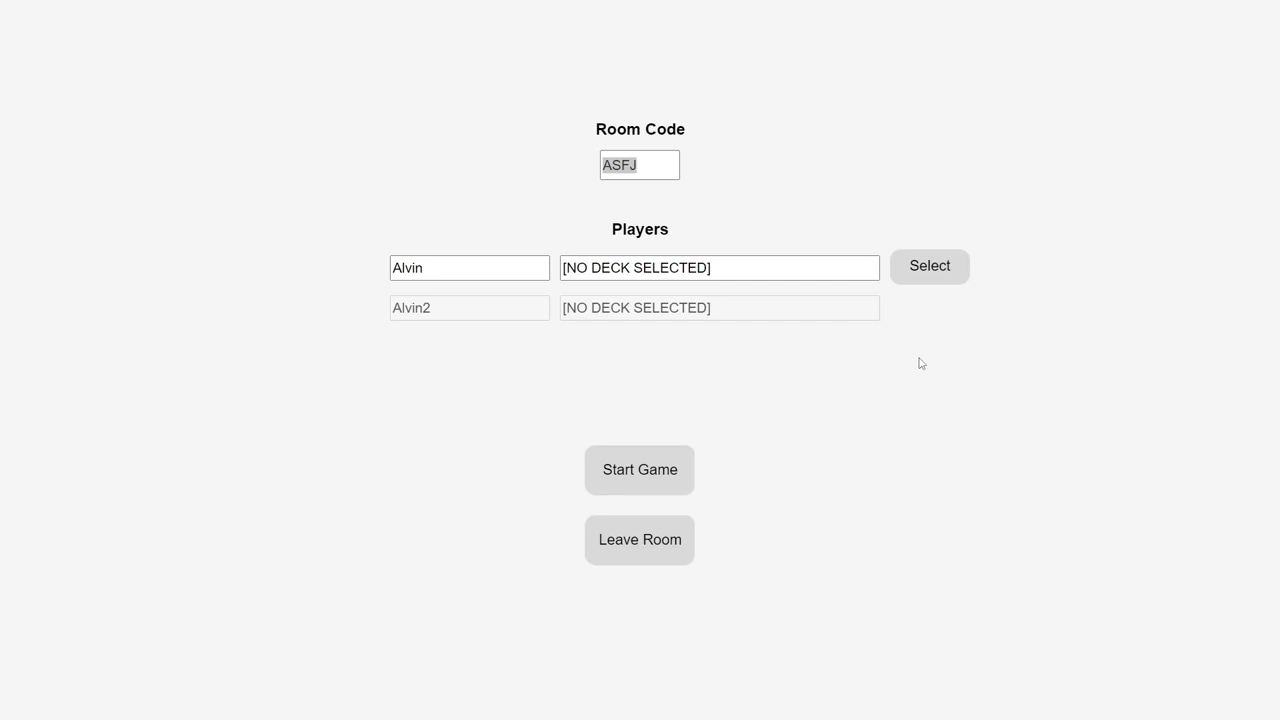 Room Code
ASFJ
Players
Alvin [NO DECK SELECTED] Select
Alvin2 [NO DECK SELECTED]
Start Game
Leave Room